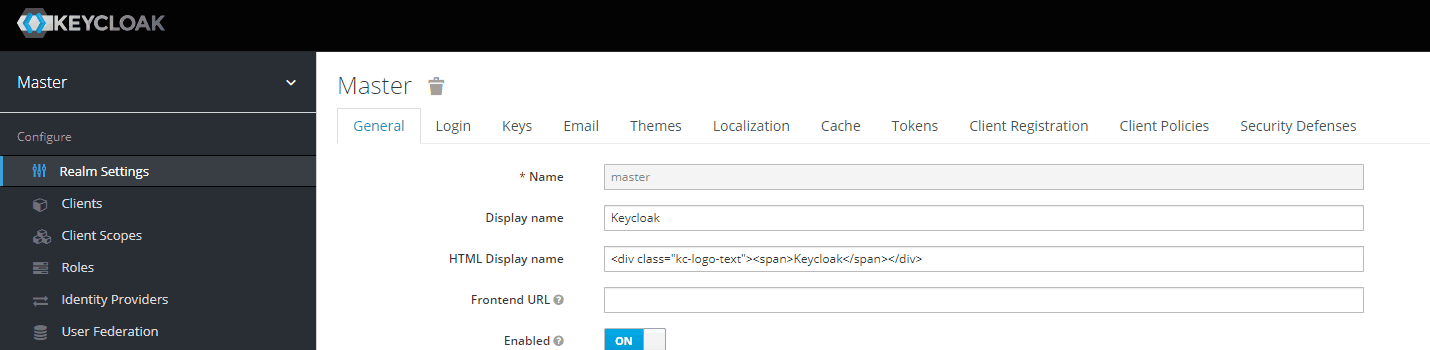 KEYCLOAK
Master
Configure
Realm Settings
Clients
Client Scopes
Roles
Identity Providers
User Federation
Master
General Login Keys Email Themes Localization Cache Tokens Client Registration Client Policies Security Defenses
* Name master
Display name Keycloak
HTML Display name <div class="kc-logo-text"><span>Keycloak</span></div>
Frontend URL ?
Enabled ? ON